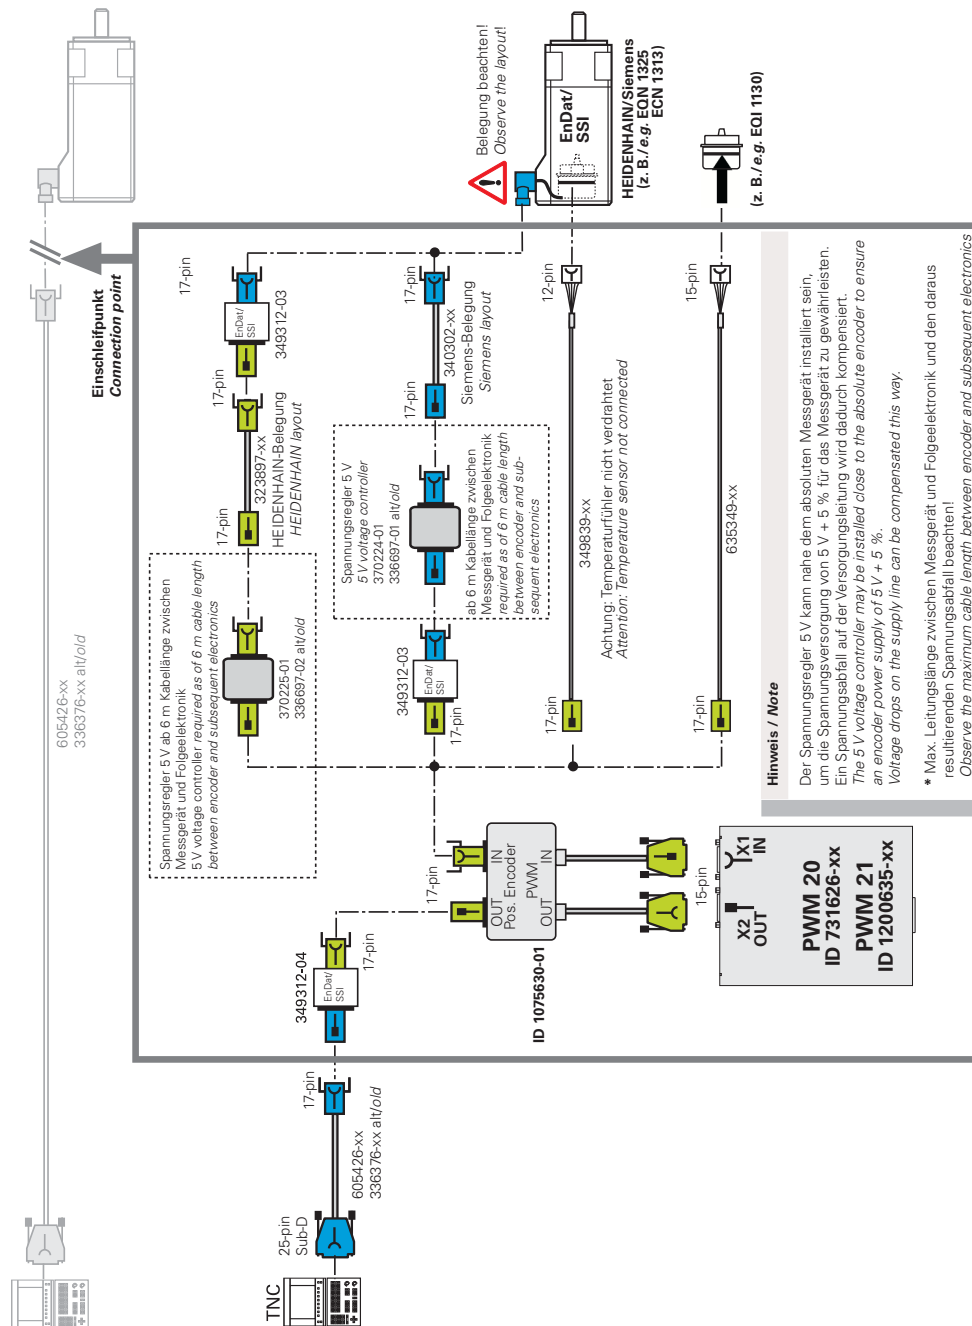 605426-xx
336376-xx alt/old
Einschleifpunkt
Connection point
17-pin
EnDat/
SSI
349312-03
17-pin
323897-xx
HEIDENHAIN-Belegung
HEIDENHAIN layout
17-pin
Spannungsregler 5 V ab 6 m Kabellänge zwischen
Messgerät und Folgeelektronik
5 V voltage controller required as of 6 m cable length
between encoder and subsequent electronics
370225-01
336697-02 alt/old
17-pin
340302-xx
Siemens-Belegung
Siemens layout
17-pin
Spannungsregler 5 V
5 V voltage controller
370224-01
336697-01 alt/old
ab 6 m Kabellänge zwischen
Messgerät und Folgeelektronik
required as of 6 m cable length
between encoder and sub-
sequent electronics
349312-03
EnDat/
SSI
17-pin
Belegung beachten!
Observe the layout!
EnDat/
SSI
HEIDENHAIN/Siemens
(z. B./e.g. EQN 1325
ECN 1313)
12-pin
349839-xx
Achtung: Temperaturfühler nicht verdrahtet
Attention: Temperature sensor not connected
17-pin
(z. B./e.g. EQI 1130)
15-pin
635349-xx
17-pin
TNC
25-pin
Sub-D
605426-xx
336376-xx alt/old
17-pin
349312-04
EnDat/
SSI
17-pin
17-pin
OUT IN
Pos. Encoder
PWM
OUT IN
ID 1075630-01
15-pin
X2
OUT
X1
IN
PWM 20
ID 731626-xx
PWM 21
ID 1200635-xx
Hinweis / Note
Der Spannungsregler 5 V kann nahe dem absoluten Messgerät installiert sein,
um die Spannungsversorgung von 5 V + 5 % für das Messgerät zu gewährleisten.
Ein Spannungsabfall auf der Versorgungsleitung wird dadurch kompensiert.
The 5 V voltage controller may be installed close to the absolute encoder to ensure
an encoder power supply of 5 V + 5 %.
Voltage drops on the supply line can be compensated this way.
* Max. Leitungslänge zwischen Messgerät und Folgeelektronik und den daraus
resultierenden Spannungsabfall beachten!
Observe the maximum cable length between encoder and subsequent electronics